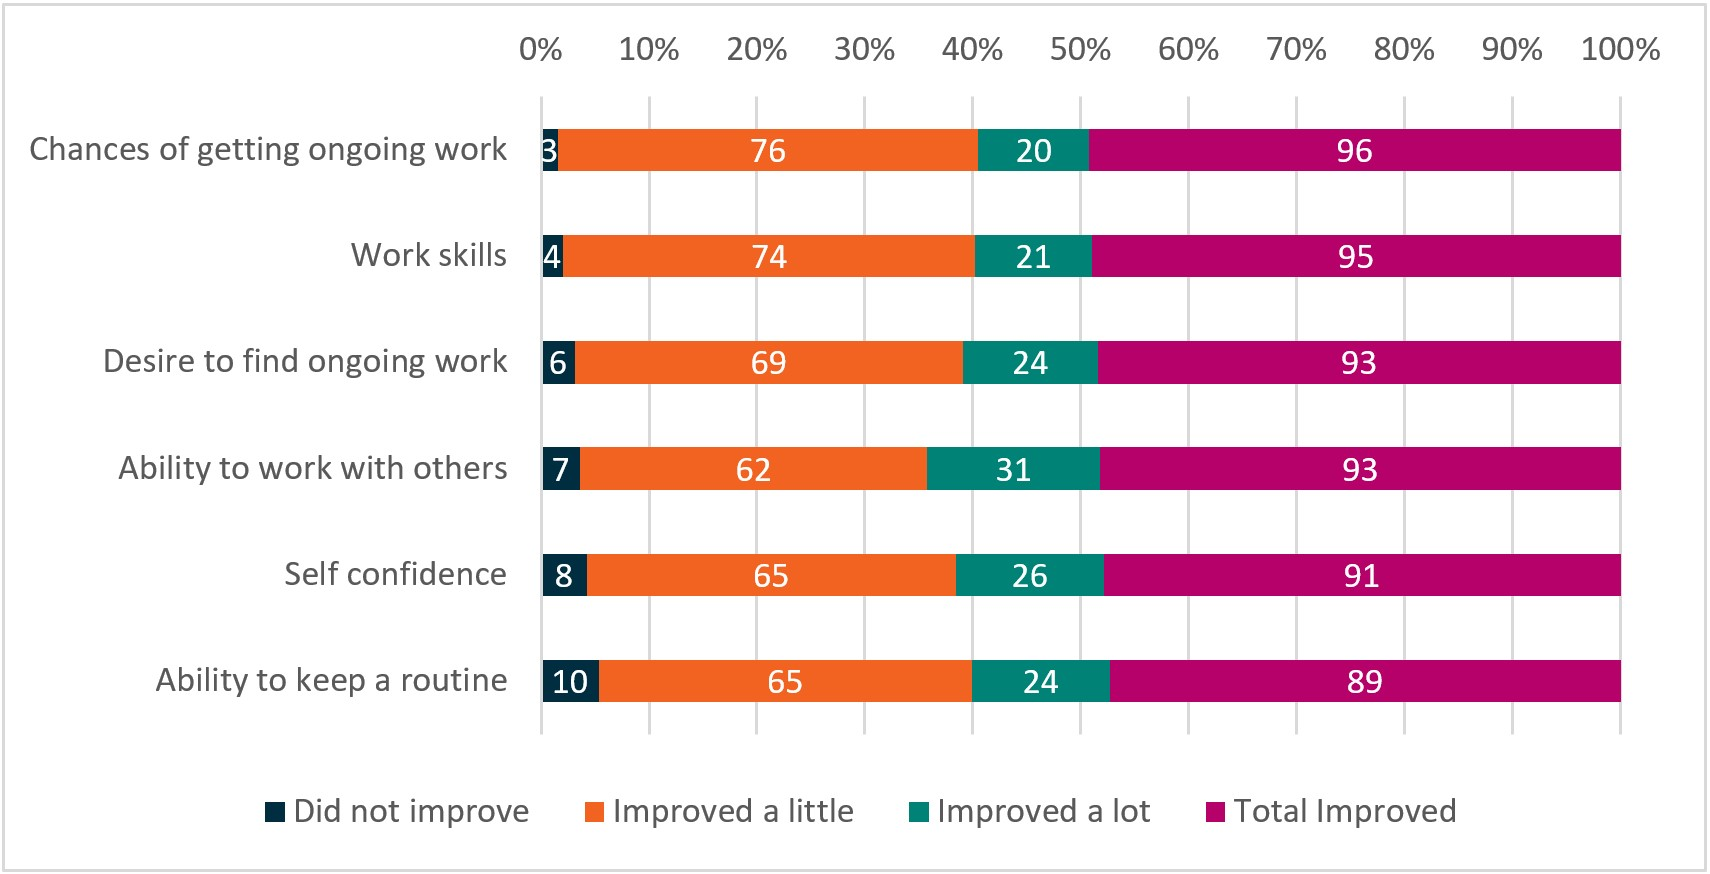 0% 10% 20% 30% 40% 50% 60% 70% 80% 90% 100%
Chances of getting ongoing work 3 76 20 96
Work skills 4 74 21 95
Desire to find ongoing work 6 69 24 93
Ability to work with others 7 62 31 93
Self confidence 8 65 26 91
Ability to keep a routine 10 65 24 89
Did not improve Improved a little Improved a lot Total Improved